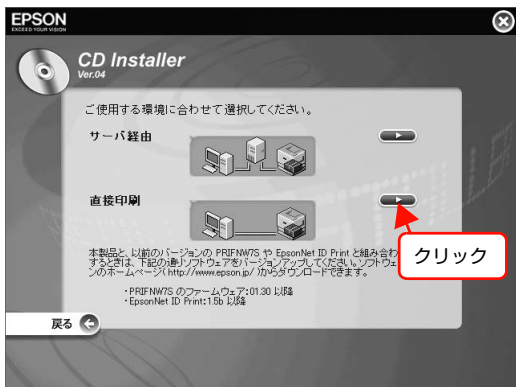 EPSON
EXCEED YOUR VISION
CD Installer
Ver.04
ご使用する環境に合わせて選択してください。
サーバ経由
直接印刷
本製品と、以前のバージョンの PRIFNW7S や EpsonNet ID Print と組み合わ
するときは、下記の通りソフトウェアをバージョンアップしてください。ソフトウェ
ンのホームページ(http://www.epson.jp/)からダウンロードできます。
・PRIFNW7S のファームウェア:01.30 以降
・EpsonNet ID Print:1.5b 以降
クリック
戻る